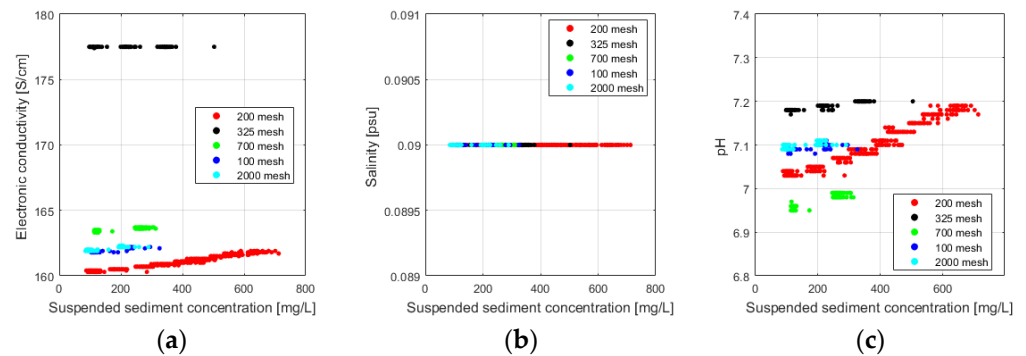 180
175
170
165
160
Electronic conductivity [S/cm]
200 mesh
325 mesh
700 mesh
100 mesh
2000 mesh
0 200 400 600 800
Suspended sediment concentration [mg/L]
(a)
0.091
0.0905
0.09
0.0895
0.089
Salinity [psu]
200 mesh
325 mesh
700 mesh
100 mesh
2000 mesh
0 200 400 600 800
Suspended sediment concentration [mg/L]
(b)
7.4
7.3
7.2
7.1
7
6.9
6.8
pH
200 mesh
325 mesh
700 mesh
100 mesh
2000 mesh
0 200 400 600
Suspended sediment concentration [mg/L]
(c)